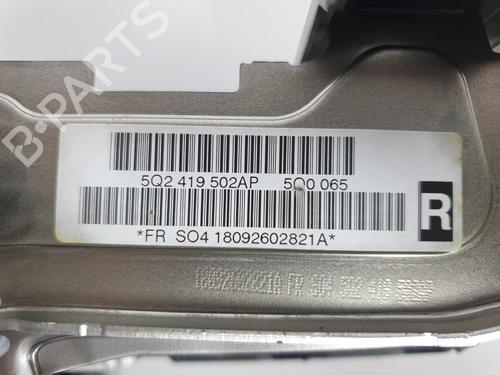 B-PARTS
5Q2 419 502AP 5Q0 065
R
*FR SO4 18092602821A*